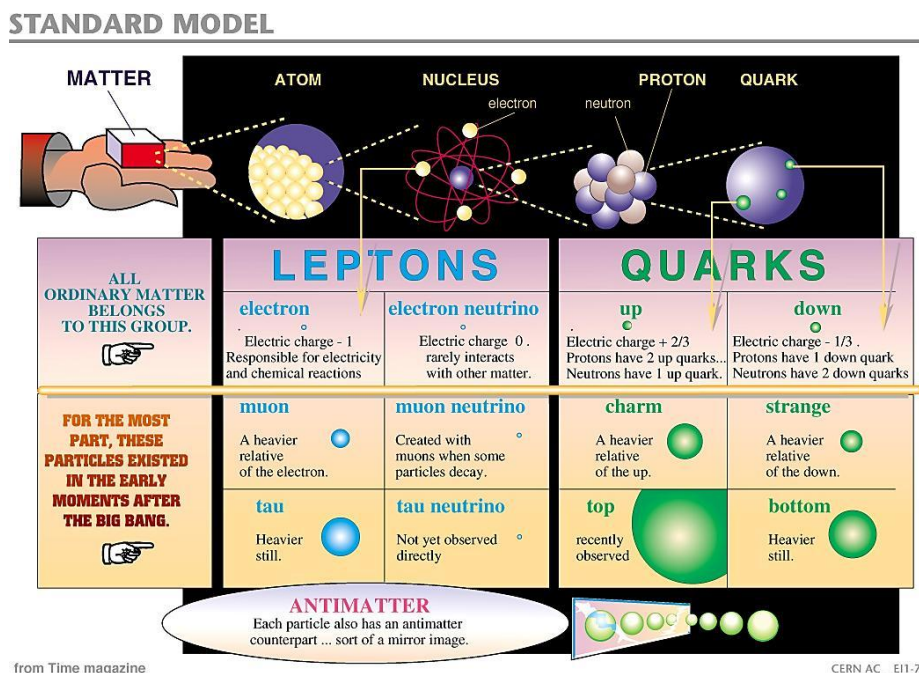 STANDARD MODEL
MATTER
ATOM
NUCLEUS
PROTON
QUARK
electron
neutron
LEPTONS
QUARKS
ALL
ORDINARY MATTER
BELONGS
TO THIS GROUP.
electron
Electric charge - 1
Responsible for electricity
and chemical reactions
electron neutrino
Electric charge 0 .
rarely interacts
with other matter.
up
Electric charge + 2/3
Protons have 2 up quarks...
Neutrons have 1 up quark.
down
Electric charge - 1/3 .
Protons have 1 down quark
Neutrons have 2 down quarks
FOR THE MOST
PART, THESE
PARTICLES EXISTED
IN THE EARLY
MOMENTS AFTER
THE BIG BANG.
muon
A heavier
relative
of the electron.
muon neutrino
Created with
muons when some
particles decay.
charm
A heavier
relative
of the up.
strange
A heavier
relative
of the down.
tau
Heavier
still.
tau neutrino
Not yet observed
directly
top
recently
observed
bottom
Heavier
still.
ANTIMATTER
Each particle also has an antimatter
counterpart ... sort of a mirror image.
from Time magazine
CERN AC